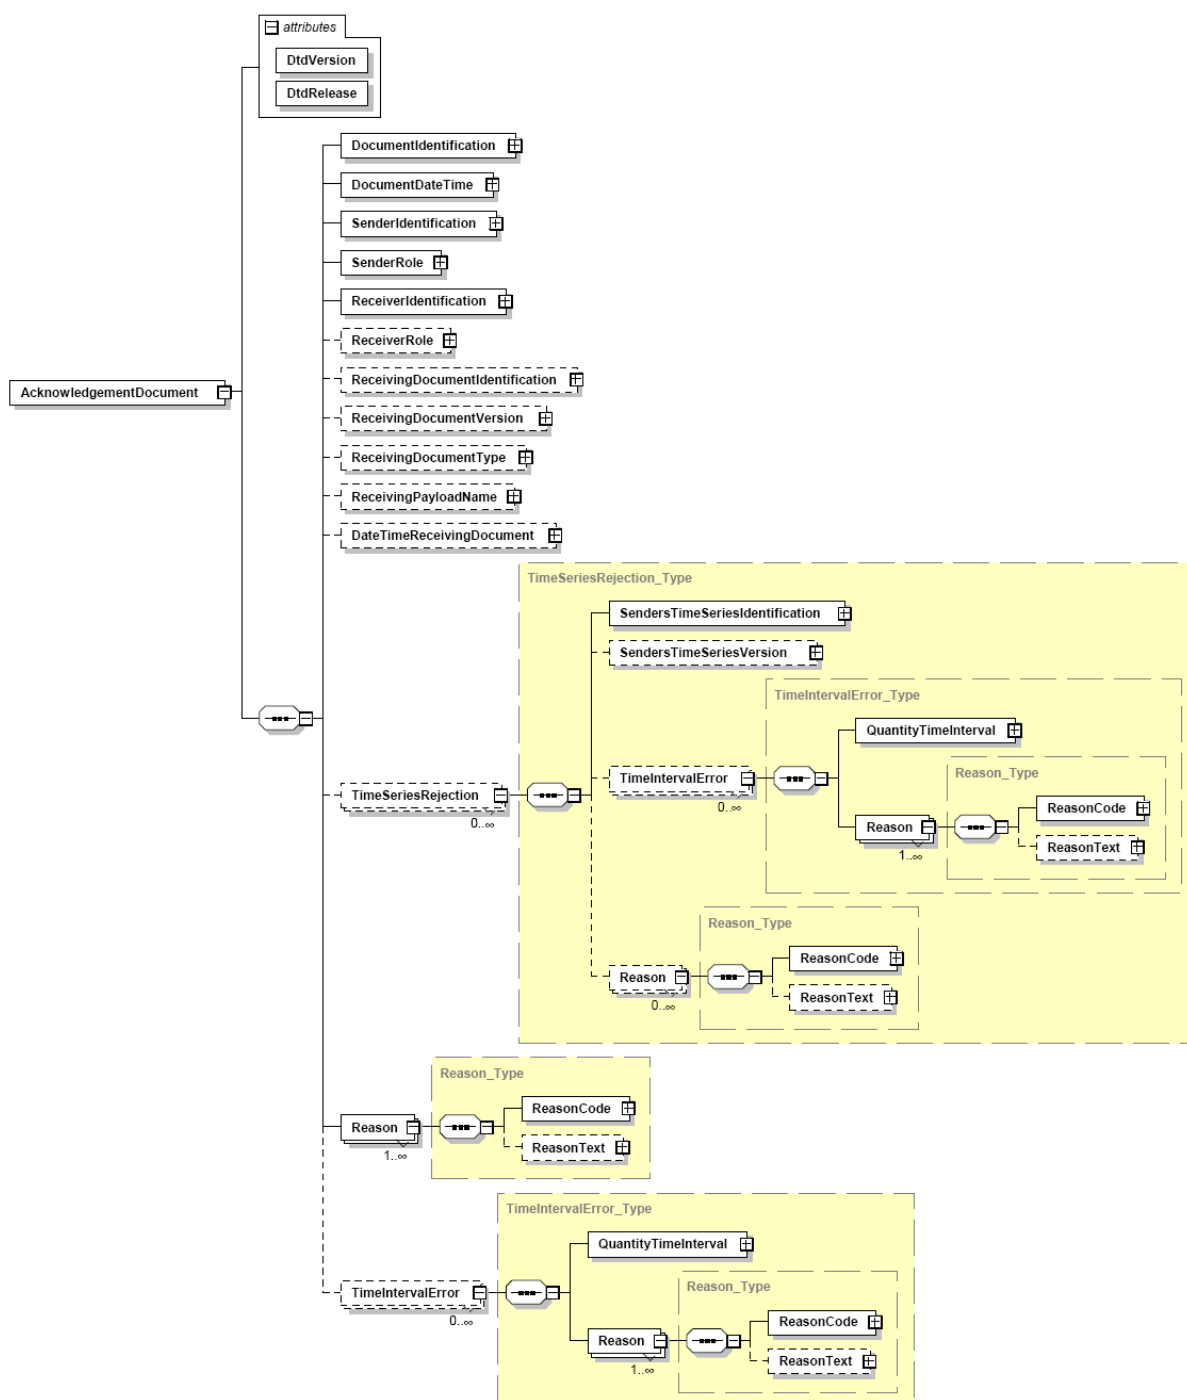 attributes
DtdVersion
DtdRelease
DocumentIdentification
DocumentDateTime
SenderIdentification
SenderRole
ReceiverIdentification
ReceiverRole
ReceivingDocumentIdentification
AcknowledgementDocument
ReceivingDocumentVersion
ReceivingDocumentType
ReceivingPayloadName
DateTimeReceivingDocument
TimeSeriesRejection_Type
SendersTimeSeriesIdentification
SendersTimeSeriesVersion
TimeIntervalError_Type
QuantityTimeInterval
TimeIntervalError
0..∞
Reason_Type
TimeSeriesRejection
0..∞
ReasonCode
Reason
1..∞
ReasonText
Reason_Type
ReasonCode
Reason
0..∞
ReasonText
Reason_Type
ReasonCode
Reason
1..∞
ReasonText
TimeIntervalError_Type
QuantityTimeInterval
Reason_Type
TimeIntervalError
0..∞
ReasonCode
Reason
1..∞
ReasonText